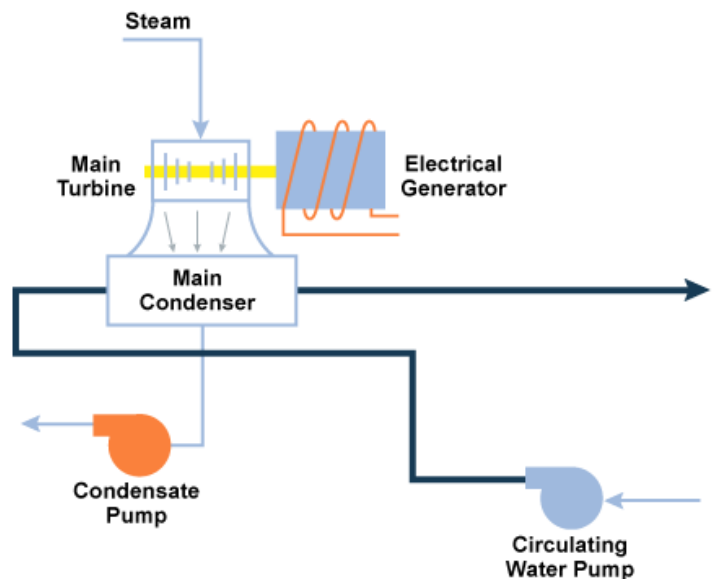 Steam
Main
Turbine
Electrical
Generator
Main
Condenser
Condensate
Pump
Circulating
Water Pump